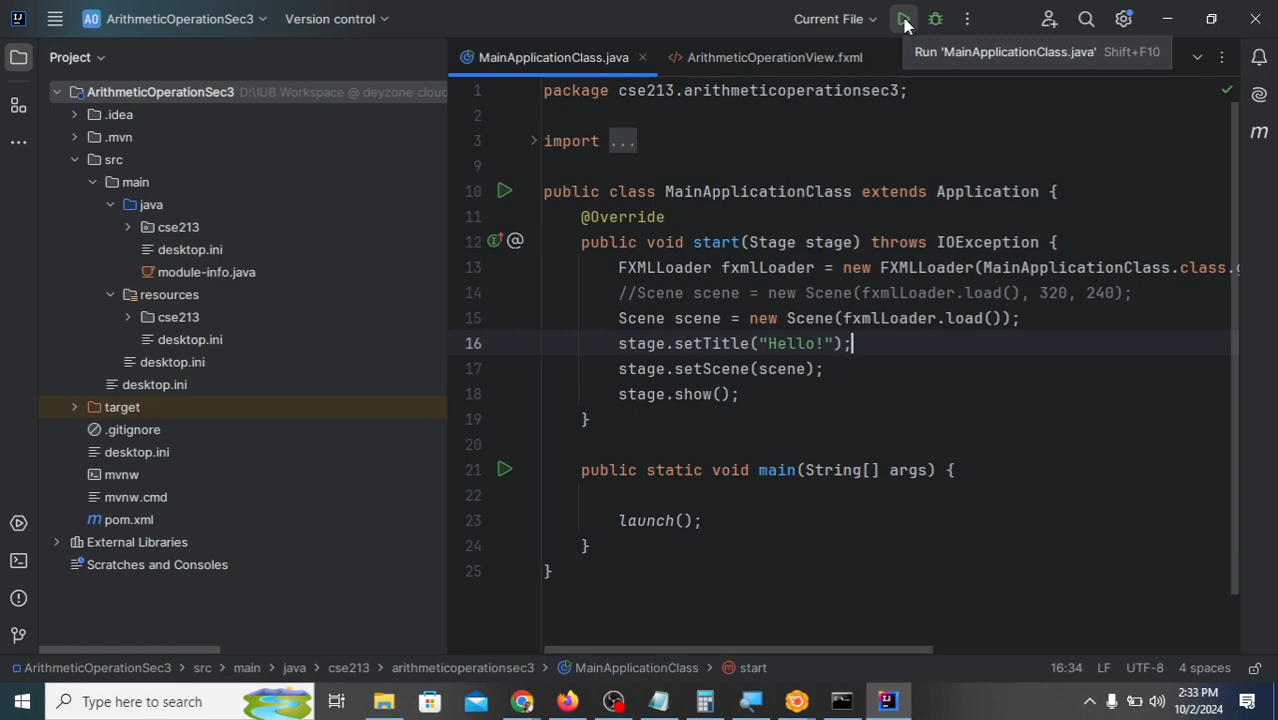 AO ArithmeticOperationSec3 Version control Current File
Project
MainApplicationClass.java ArithmeticOperationView.fxml
Run 'MainApplicationClass.java' Shift+F10
ArithmeticOperationSec3 D:\IUB Workspace @ deyzone cloud
.idea
.mvn
src
main
java
cse213
desktop.ini
module-info.java
resources
cse213
desktop.ini
desktop.ini
desktop.ini
target
.gitignore
desktop.ini
mvnw
mvnw.cmd
pom.xml
External Libraries
Scratches and Consoles
1 package cse213.arithmeticoperationsec3;
2
3 import ...
9
10 public class MainApplicationClass extends Application {
11 @Override
12 public void start(Stage stage) throws IOException {
13 FXMLLoader fxmlLoader = new FXMLLoader(MainApplicationClass.class.g
14 //Scene scene = new Scene(fxmlLoader.load(), 320, 240);
15 Scene scene = new Scene(fxmlLoader.load());
16 stage.setTitle("Hello!");
17 stage.setScene(scene);
18 stage.show();
19 }
20
21 public static void main(String[] args) {
22
23 launch();
24 }
25 }
ArithmeticOperationSec3 > src > main > java > cse213 > arithmeticoperationsec3 > MainApplicationClass > start 16:34 LF UTF-8 4 spaces
Type here to search
2:33 PM
10/2/2024